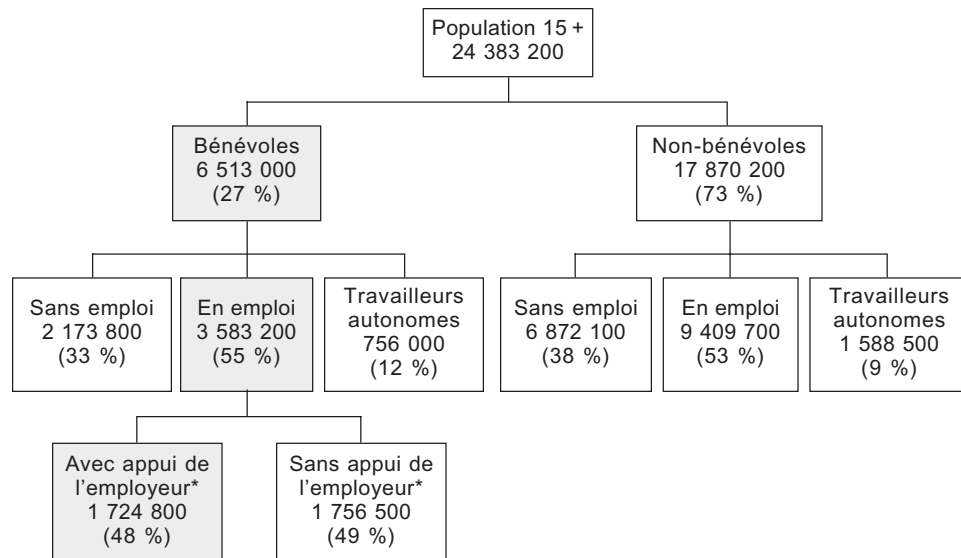 Population 15 +
24 383 200
Bénévoles
6 513 000
(27 %)
Non-bénévoles
17 870 200
(73 %)
Sans emploi
2 173 800
(33 %)
En emploi
3 583 200
(55 %)
Travailleurs
autonomes
756 000
(12 %)
Sans emploi
6 872 100
(38 %)
En emploi
9 409 700
(53 %)
Travailleurs
autonomes
1 588 500
(9 %)
Avec appui de
l'employeur*
1 724 800
(48 %)
Sans appui de
l'employeur*
1 756 500
(49 %)